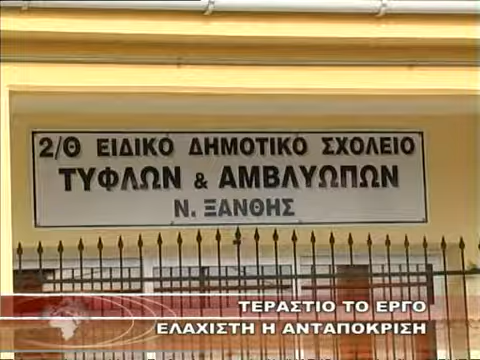 2/Θ ΕΙΔΙΚΟ ΔΗΜΟΤΙΚΟ ΣΧΟΛΕΙΟ
ΤΥΦΛΩΝ & ΑΜΒΛΥΩΠΩΝ
Ν. ΞΑΝΘΗΣ
ΤΕΡΑΣΤΙΟ ΤΟ ΕΡΓΟ
ΕΛΑΧΙΣΤΗ Η ΑΝΤΑΠΟΚΡΙΣΗ